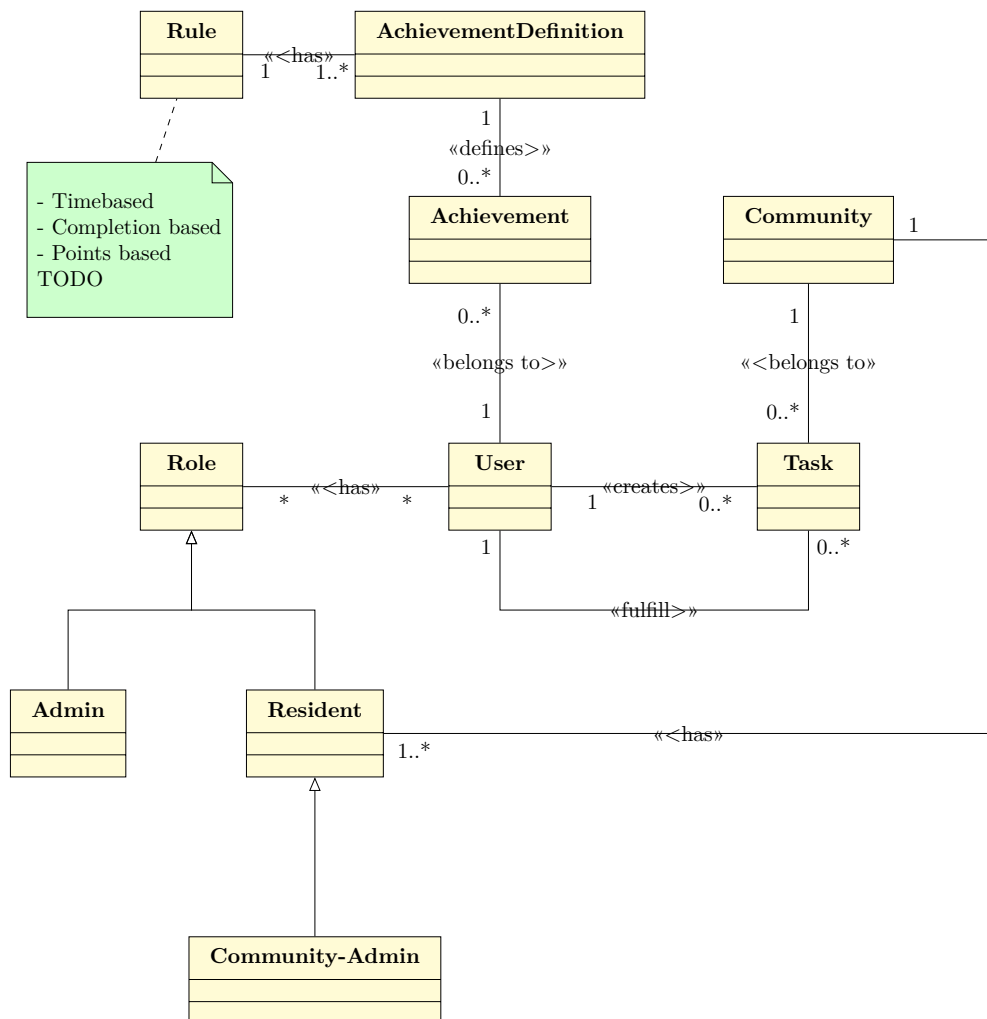 Rule
AchievementDefinition
«<has»
1
1..*
1
«defines>»
0..*
- Timebased
- Completion based
- Points based
TODO
Achievement
Community
1
0..*
1
«belongs to>»
«<belongs to»
1
0..*
Role
User
Task
«<has»
*
*
«creates>»
1
0..*
1
0..*
«fulfill>»
Admin
Resident
«<has»
1..*
Community-Admin